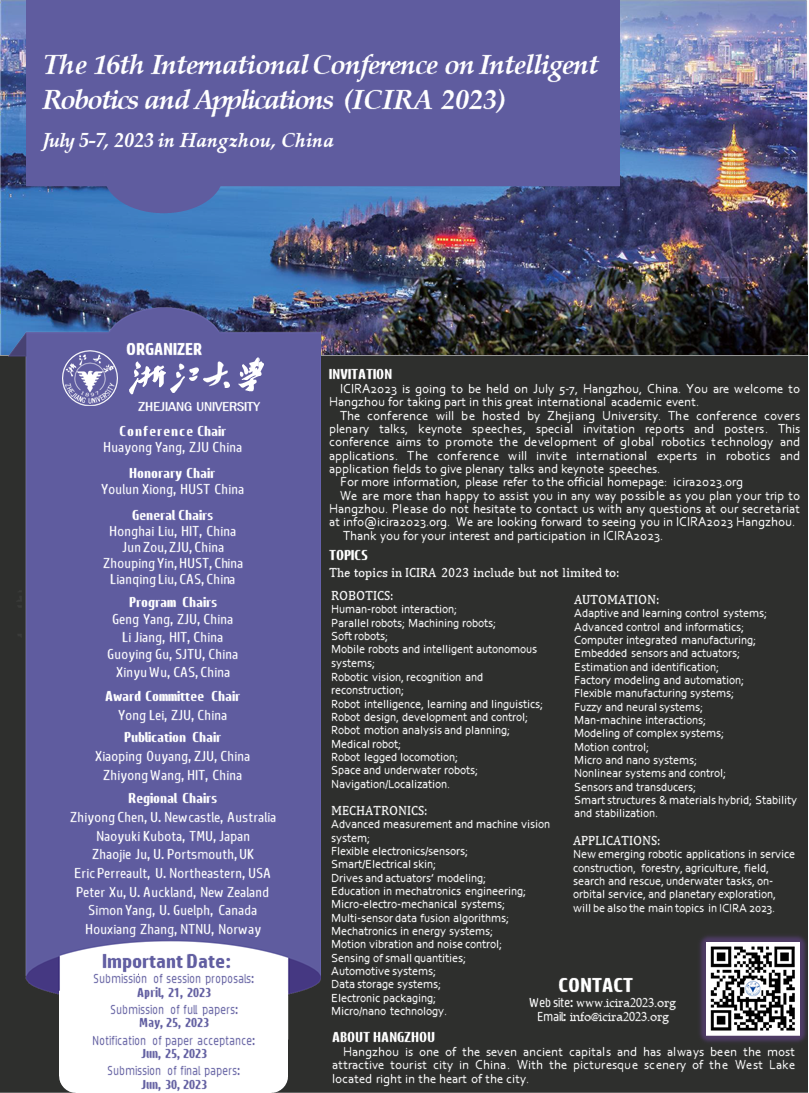 The 16th International Conference on Intelligent
Robotics and Applications (ICIRA 2023)
July 5-7, 2023 in Hangzhou, China
ORGANIZER
浙江大学
ZHEJIANG UNIVERSITY
1897
浙江大学
ZHEJIANG UNIVERSITY
Conference Chair
Huayong Yang, ZJU China
Honorary Chair
Youlun Xiong, HUST China
General Chairs
Honghai Liu, HIT, China
Jun Zou, ZJU, China
Zhouping Yin, HUST, China
Lianqing Liu, CAS, China
Program Chairs
Geng Yang, ZJU, China
Li Jiang, HIT, China
Guoying Gu, SJTU, China
Xinyu Wu, CAS, China
Award Committee Chair
Yong Lei, ZJU, China
Publication Chair
Xiaoping Ouyang, ZJU, China
Zhiyong Wang, HIT, China
Regional Chairs
Zhiyong Chen, U. Newcastle, Australia
Naoyuki Kubota, TMU, Japan
Zhaojie Ju, U. Portsmouth, UK
Eric Perreault, U. Northeastern, USA
Peter Xu, U. Auckland, New Zealand
Simon Yang, U. Guelph, Canada
Houxiang Zhang, NTNU, Norway
Important Date:
Submission of session proposals:
April, 21, 2023
Submission of full papers:
May, 25, 2023
Notification of paper acceptance:
Jun, 25, 2023
Submission of final papers:
Jun, 30, 2023
INVITATION
ICIRA2023 is going to be held on July 5-7, Hangzhou, China. You are welcome to
Hangzhou for taking part in this great international academic event.
The conference will be hosted by Zhejiang University. The conference covers
plenary talks, keynote speeches, special invitation reports and posters. This
conference aims to promote the development of global robotics technology and
applications. The conference will invite international experts in robotics and
application fields to give plenary talks and keynote speeches.
For more information, please refer to the official homepage: icira2023.org
We are more than happy to assist you in any way possible as you plan your trip to
Hangzhou. Please do not hesitate to contact us with any questions at our secretariat
at info@icira2023.org. We are looking forward to seeing you in ICIRA2023 Hangzhou.
Thank you for your interest and participation in ICIRA2023.
TOPICS
The topics in ICIRA 2023 include but not limited to:
ROBOTICS:
Human-robot interaction;
Parallel robots; Machining robots;
Soft robots;
Mobile robots and intelligent autonomous
systems;
Robotic vision, recognition and
reconstruction;
Robot intelligence, learning and linguistics;
Robot design, development and control;
Robot motion analysis and planning;
Medical robot;
Robot legged locomotion;
Space and underwater robots;
Navigation/Localization.
MECHATRONICS:
Advanced measurement and machine vision
system;
Flexible electronics/sensors;
Smart/Electrical skin;
Drives and actuators’ modeling;
Education in mechatronics engineering;
Micro-electro-mechanical systems;
Multi-sensor data fusion algorithms;
Mechatronics in energy systems;
Motion vibration and noise control;
Sensing of small quantities;
Automotive systems;
Data storage systems;
Electronic packaging;
Micro/nano technology.
AUTOMATION:
Adaptive and learning control systems;
Advanced control and informatics;
Computer integrated manufacturing;
Embedded sensors and actuators;
Estimation and identification;
Factory modeling and automation;
Flexible manufacturing systems;
Fuzzy and neural systems;
Man-machine interactions;
Modeling of complex systems;
Motion control;
Micro and nano systems;
Nonlinear systems and control;
Sensors and transducers;
Smart structures & materials hybrid; Stability
and stabilization.
APPLICATIONS:
New emerging robotic applications in service
construction, forestry, agriculture, field,
search and rescue, underwater tasks, on-
orbital service, and planetary exploration,
will be also the main topics in ICIRA 2023.
CONTACT
Web site: www.icira2023.org
Email: info@icira2023.org
ABOUT HANGZHOU
Hangzhou is one of the seven ancient capitals and has always been the most
attractive tourist city in China. With the picturesque scenery of the West Lake
located right in the heart of the city.